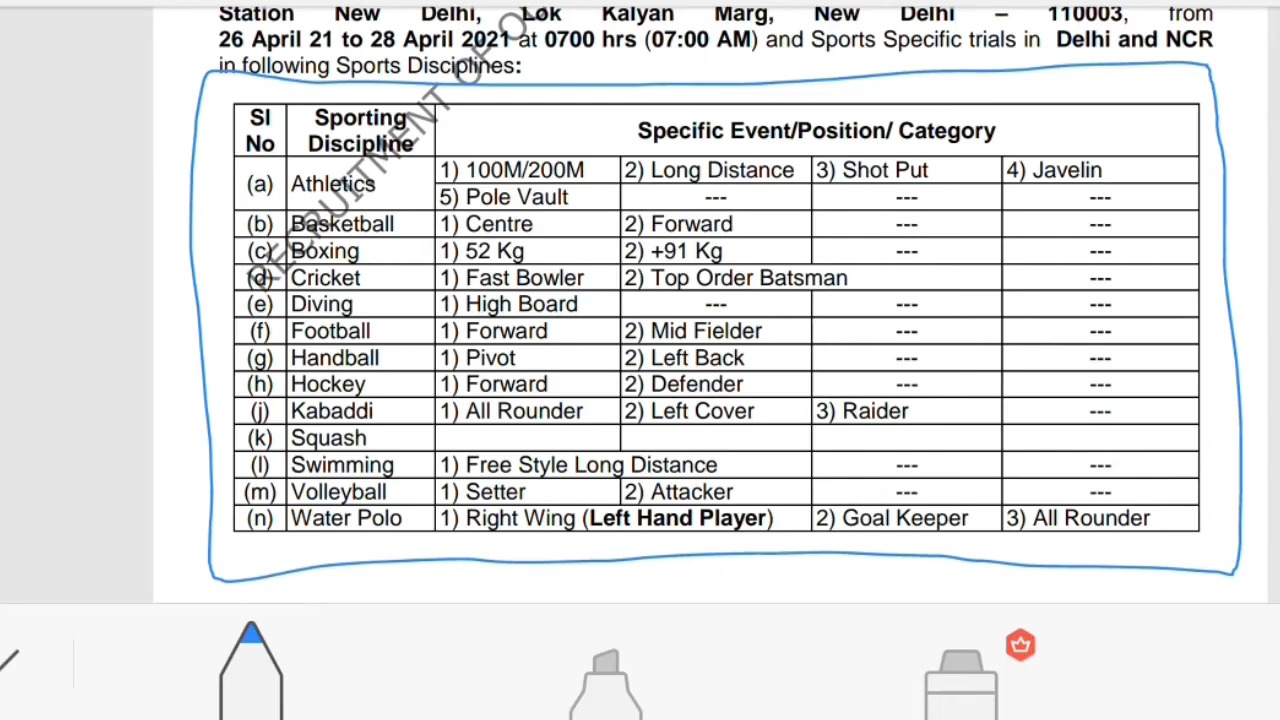 Station New Delhi, Lok Kalyan Marg, New Delhi – 110003, from
26 April 21 to 28 April 2021 at 0700 hrs (07:00 AM) and Sports Specific trials in Delhi and NCR
in following Sports Disciplines:
Sl No Sporting Discipline Specific Event/Position/ Category
(a) Athletics 1) 100M/200M 2) Long Distance 3) Shot Put 4) Javelin
5) Pole Vault --- --- ---
(b) Basketball 1) Centre 2) Forward --- ---
(c) Boxing 1) 52 Kg 2) +91 Kg --- ---
(d) Cricket 1) Fast Bowler 2) Top Order Batsman ---
(e) Diving 1) High Board --- --- ---
(f) Football 1) Forward 2) Mid Fielder --- ---
(g) Handball 1) Pivot 2) Left Back --- ---
(h) Hockey 1) Forward 2) Defender --- ---
(j) Kabaddi 1) All Rounder 2) Left Cover 3) Raider ---
(k) Squash
(l) Swimming 1) Free Style Long Distance --- ---
(m) Volleyball 1) Setter 2) Attacker --- ---
(n) Water Polo 1) Right Wing (Left Hand Player) 2) Goal Keeper 3) All Rounder
RECRUITMENT OF